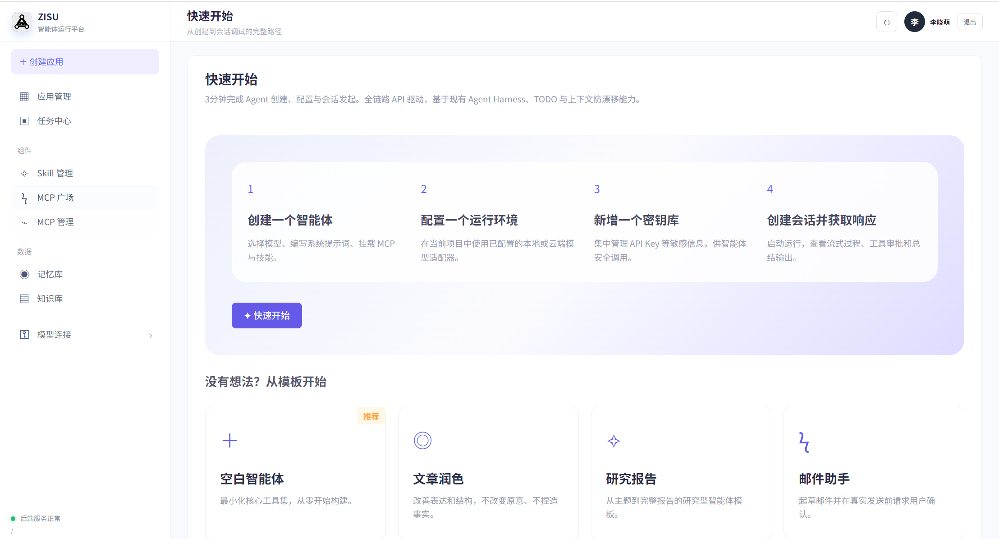 ZISU
智能体运行平台
快速开始
从创建到会话调试的完整路径
李
李晓萌
退出
+ 创建应用
应用管理
任务中心
组件
Skill 管理
MCP 广场
MCP 管理
数据
记忆库
知识库
模型连接
后端服务正常
/
快速开始
3分钟完成 Agent 创建、配置与会话发起。全链路 API 驱动，基于现有 Agent Harness、TODO 与上下文防漂移能力。
1
创建一个智能体
选择模型、编写系统提示词、挂载 MCP
与技能。
2
配置一个运行环境
在当前项目中使用已配置的本地或云端模
型适配器。
3
新增一个密钥库
集中管理 API Key 等敏感信息，供智能体
安全调用。
4
创建会话并获取响应
启动运行，查看流式过程、工具审批和总
结输出。
✦ 快速开始
没有想法？从模板开始
推荐
空白智能体
最小化核心工具集，从零开始构建。
文章润色
改善表达和结构，不改变原意、不捏造
事实。
研究报告
从主题到完整报告的研究型智能体模
板。
邮件助手
起草邮件并在真实发送前请求用户确
认。